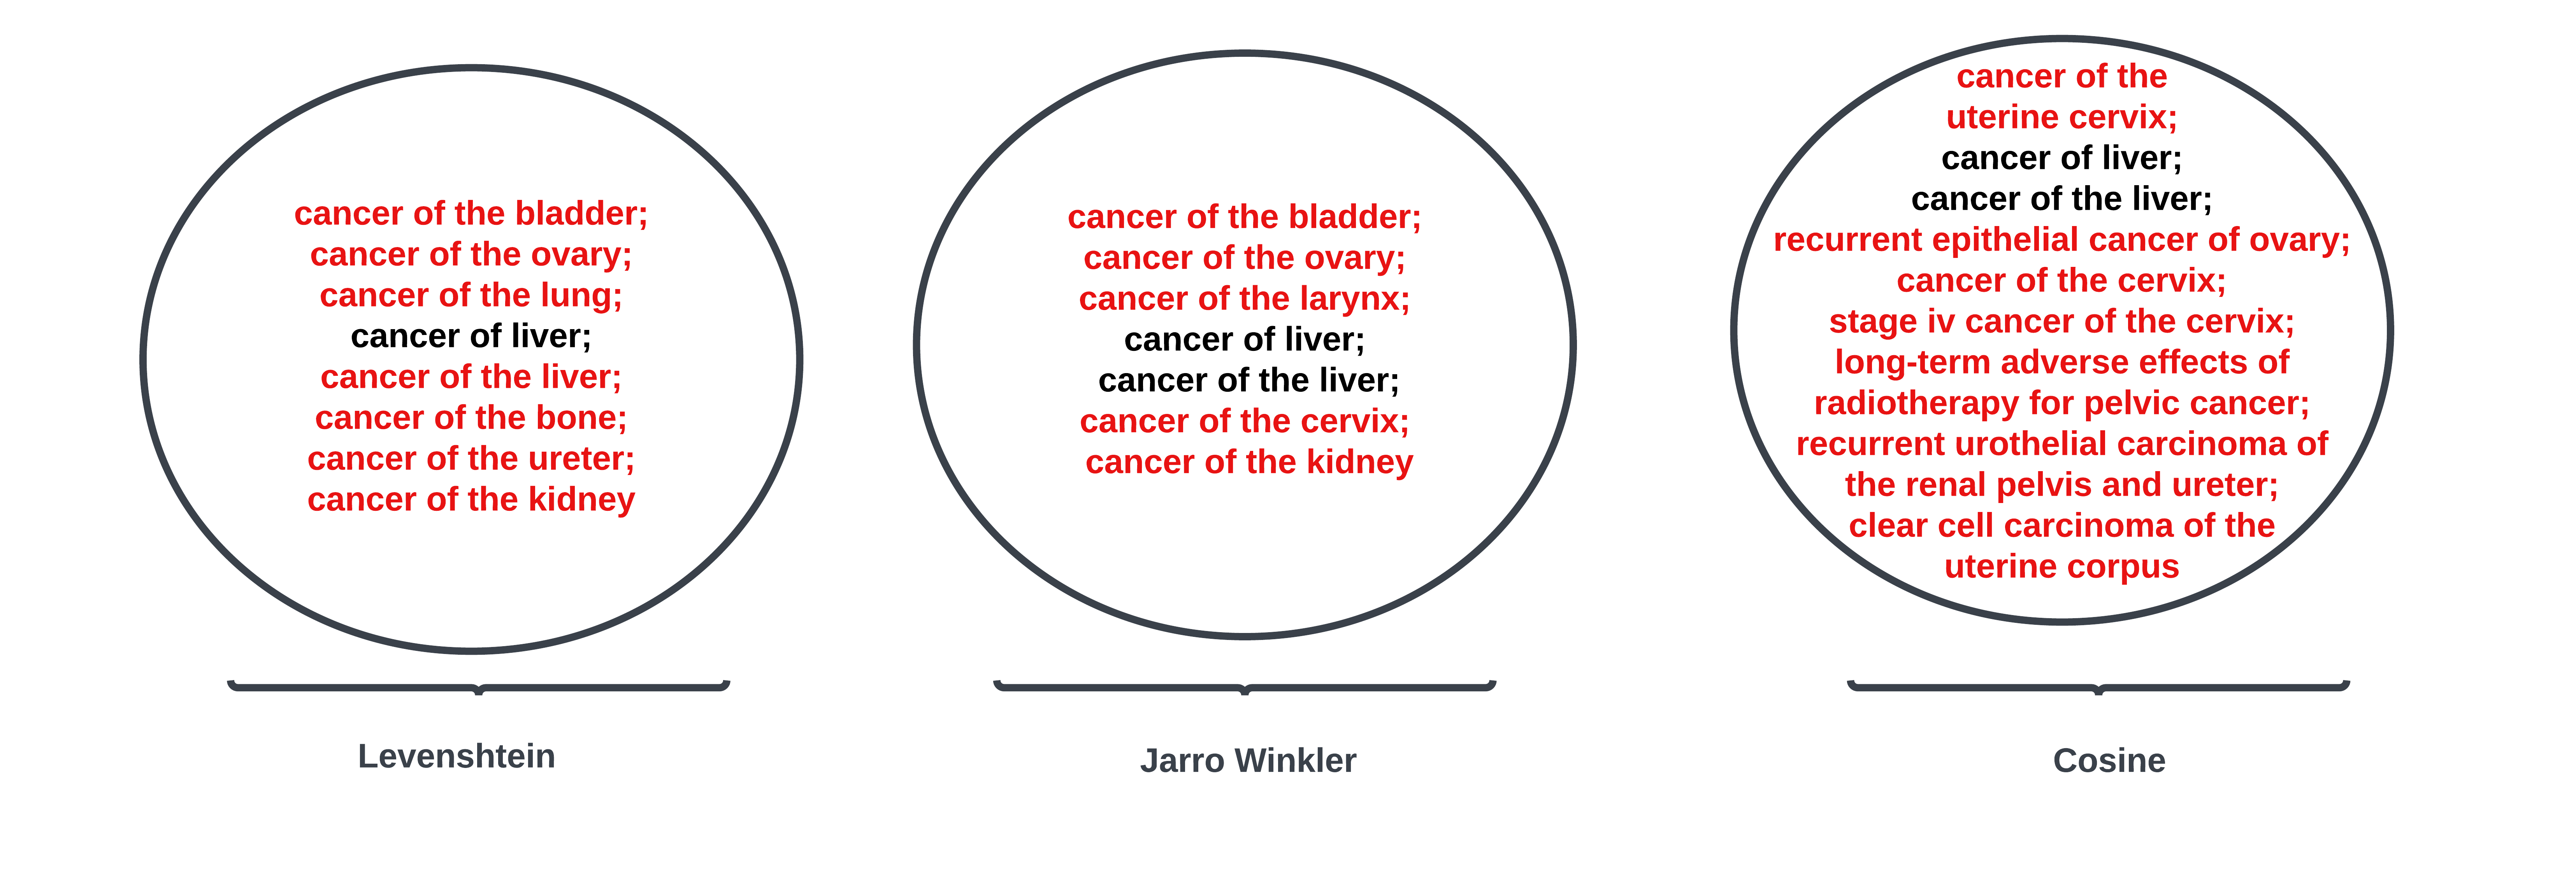 cancer of the bladder;
cancer of the ovary;
cancer of the lung;
cancer of liver;
cancer of the liver;
cancer of the bone;
cancer of the ureter;
cancer of the kidney
Levenshtein
cancer of the bladder;
cancer of the ovary;
cancer of the larynx;
cancer of liver;
cancer of the liver;
cancer of the cervix;
cancer of the kidney
Jarro Winkler
cancer of the
uterine cervix;
cancer of liver;
cancer of the liver;
recurrent epithelial cancer of ovary;
cancer of the cervix;
stage iv cancer of the cervix;
long-term adverse effects of
radiotherapy for pelvic cancer;
recurrent urothelial carcinoma of
the renal pelvis and ureter;
clear cell carcinoma of the
uterine corpus
Cosine